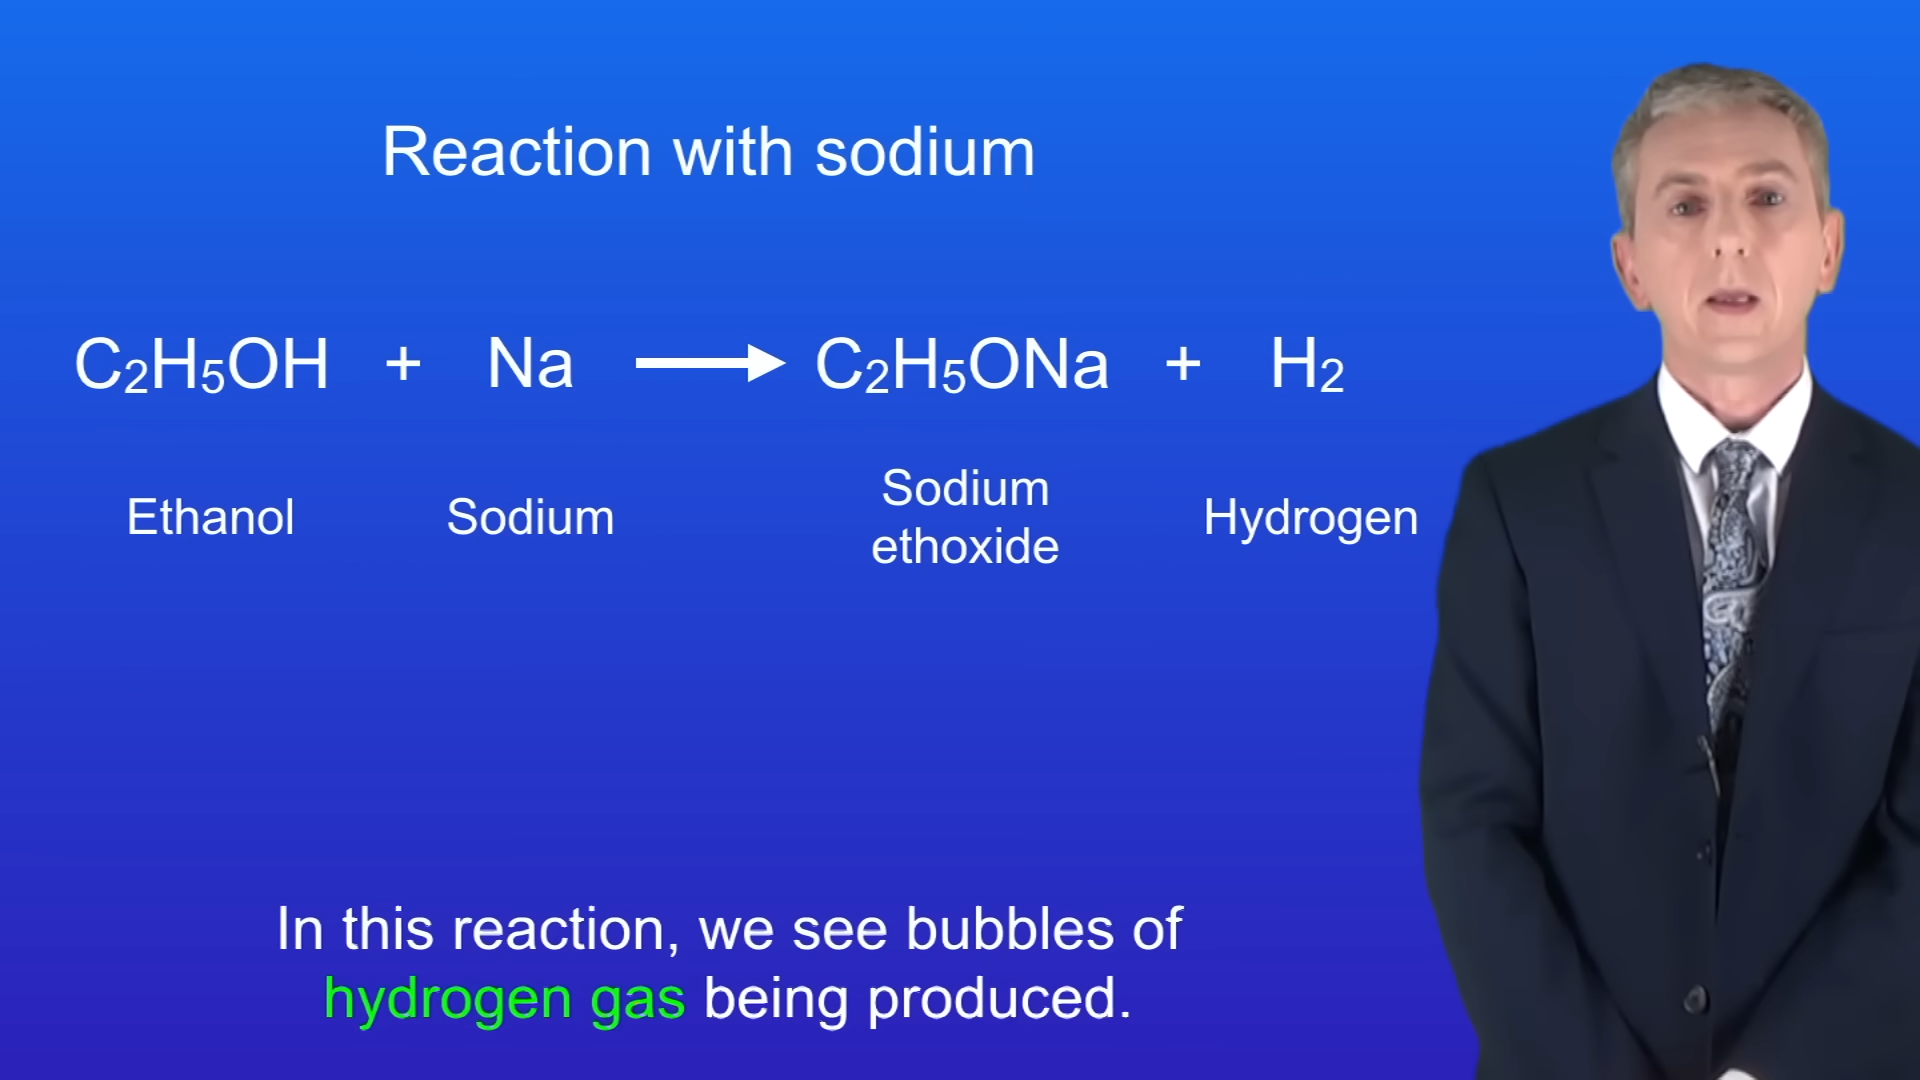 Reaction with sodium
C₂H₅OH + Na → C₂H₅ONa + H₂
Ethanol Sodium Sodium ethoxide Hydrogen
In this reaction, we see bubbles of
hydrogen gas being produced.